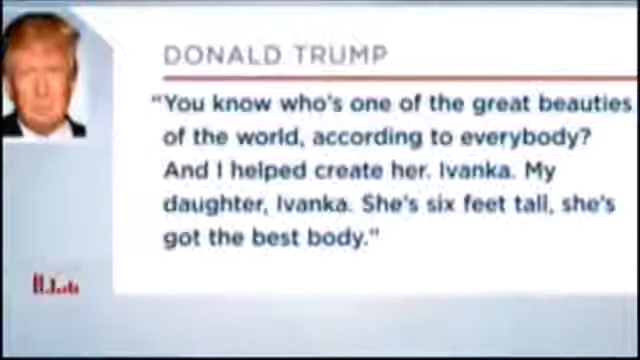 DONALD TRUMP
"You know who's one of the great beauties
of the world, according to everybody?
And I helped create her. Ivanka. My
daughter, Ivanka. She's six feet tall, she's
got the best body."